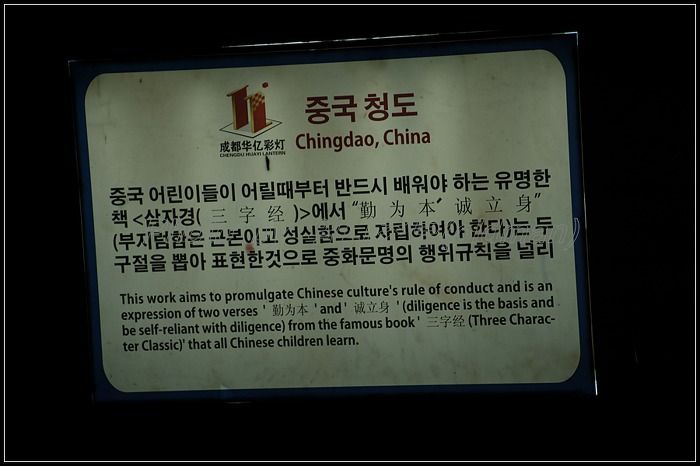 成都华亿彩灯
CHENGDU HUAYI LANTERN
중국 청도
Chingdao, China
중국 어린이들이 어릴때부터 반드시 배워야 하는 유명한
책 <삼자경( 三 字 经 )>에서 “勤 为 本” 诚 立 身”
(부지럼함은 근본이고 성실함으로 자립하여야 한다)는 두
구절을 뽑아 표현한것으로 중화문명의 행위규칙을 널리
This work aims to promulgate Chinese culture's rule of conduct and is an
expression of two verses ' 勤为本 ' and ' 诚立身 ' (diligence is the basis and
be self-reliant with diligence) from the famous book ' 三字经 (Three Charac-
ter Classic)' that all Chinese children learn.